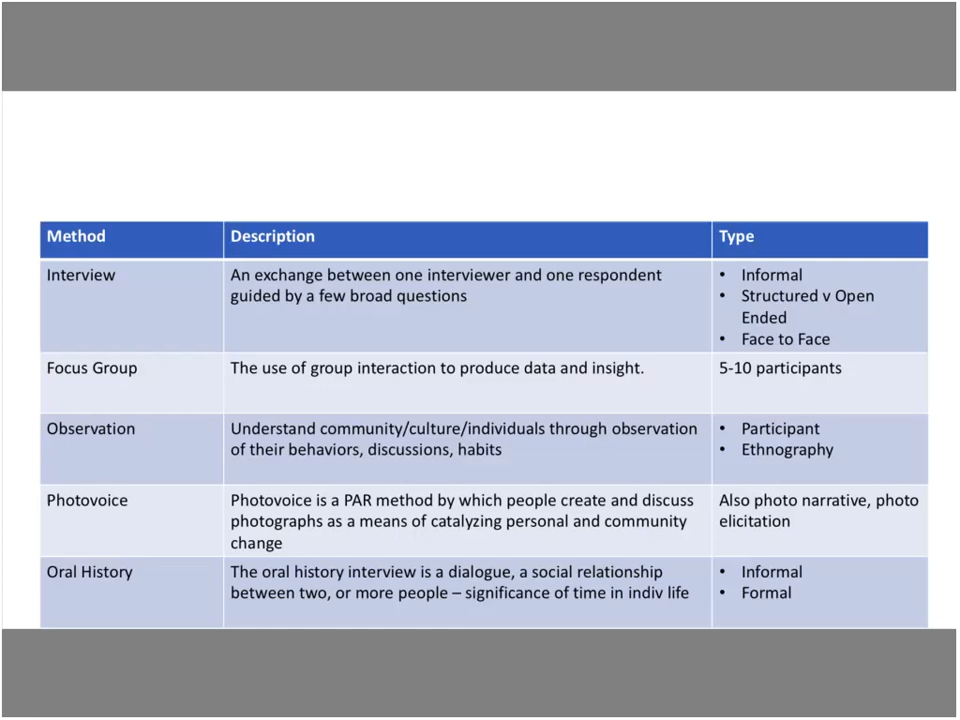 Method Description Type
Interview An exchange between one interviewer and one respondent • Informal
guided by a few broad questions • Structured v Open
Ended
• Face to Face
Focus Group The use of group interaction to produce data and insight. 5-10 participants
Observation Understand community/culture/individuals through observation • Participant
of their behaviors, discussions, habits • Ethnography
Photovoice Photovoice is a PAR method by which people create and discuss Also photo narrative, photo
photographs as a means of catalyzing personal and community elicitation
change
Oral History The oral history interview is a dialogue, a social relationship • Informal
between two, or more people – significance of time in indiv life • Formal